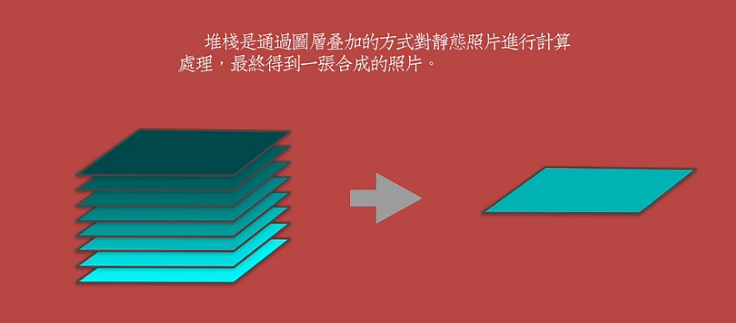 堆棧是通過圖層叠加的方式對靜態照片進行計算
處理，最終得到一張合成的照片。